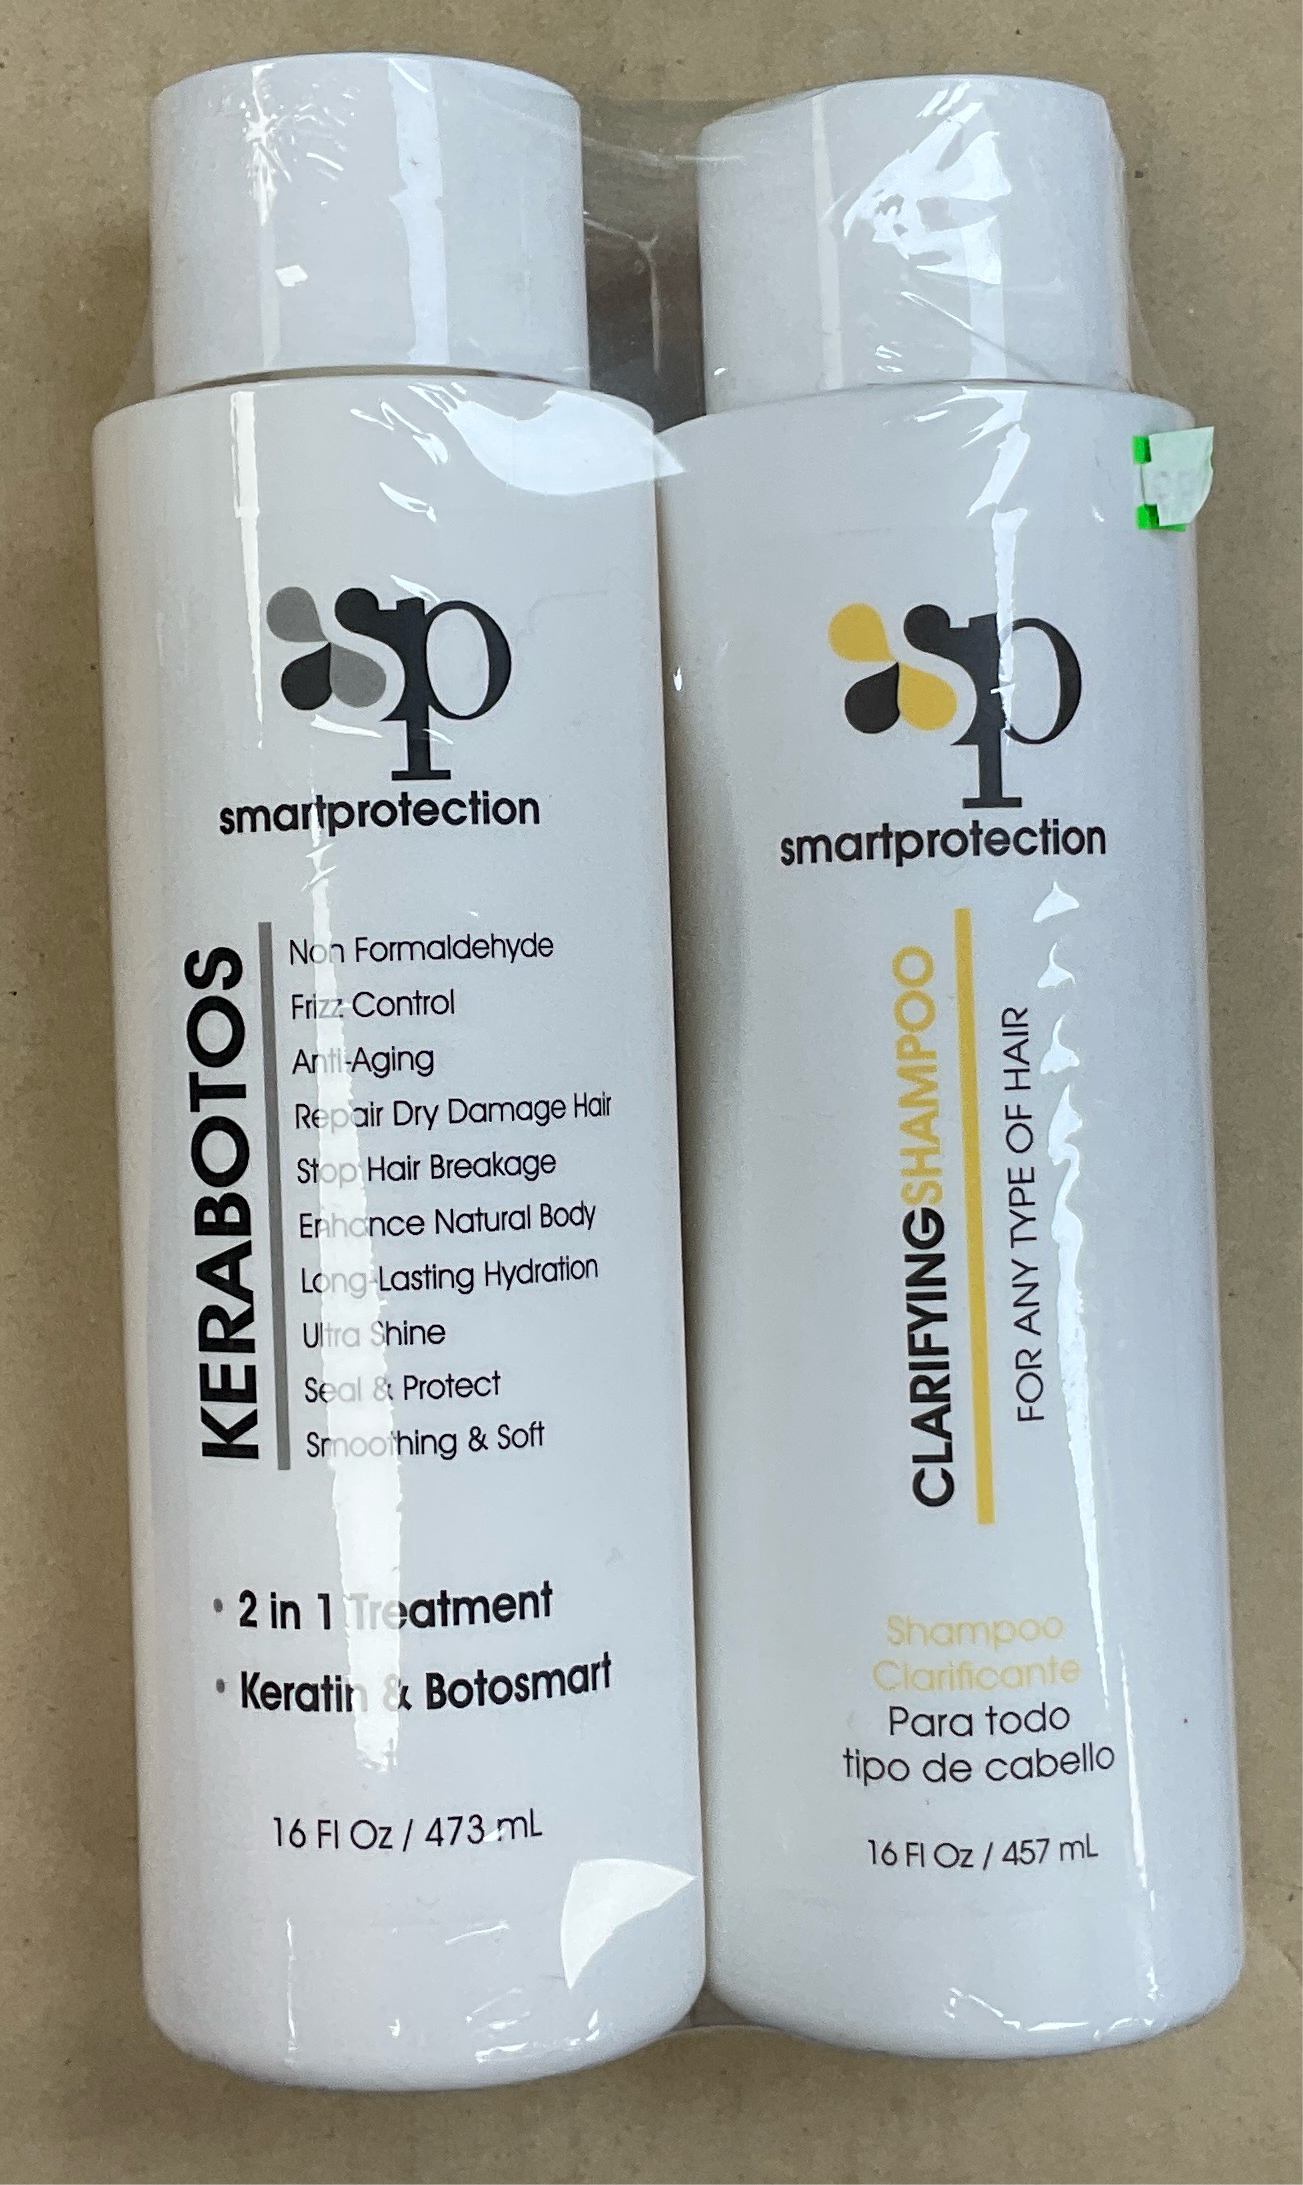 sp
smartprotection
KERABOTOS
Non Formaldehyde
Frizz Control
Anti-Aging
Repair Dry Damage Hair
Stop Hair Breakage
Enhance Natural Body
Long-Lasting Hydration
Ultra Shine
Seal & Protect
Smoothing & Soft
• 2 in 1 Treatment
• Keratin & Botosmart
16 Fl Oz / 473 mL
sp
smartprotection
CLARIFYINGSHAMPOO
FOR ANY TYPE OF HAIR
Shampoo
Clarificante
Para todo
tipo de cabello
16 Fl Oz / 457 mL